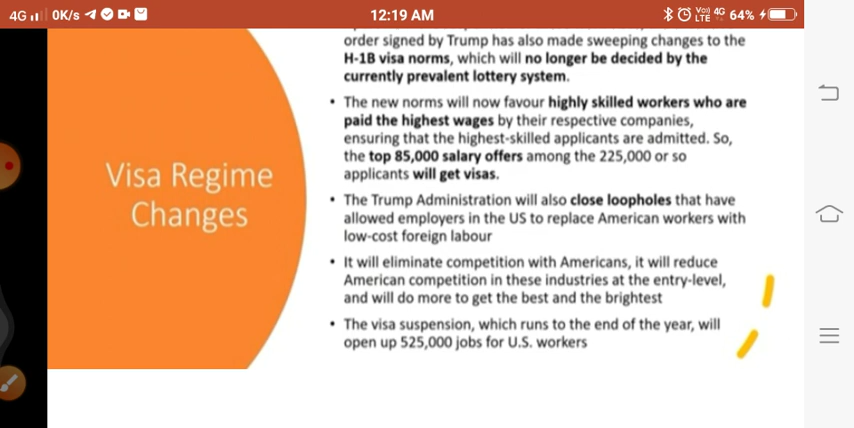 4G 0K/s 12:19 AM Vo) LTE 4G 64%
order signed by Trump has also made sweeping changes to the
H-1B visa norms, which will no longer be decided by the
currently prevalent lottery system.
• The new norms will now favour highly skilled workers who are
paid the highest wages by their respective companies,
ensuring that the highest-skilled applicants are admitted. So,
the top 85,000 salary offers among the 225,000 or so
applicants will get visas.
• The Trump Administration will also close loopholes that have
allowed employers in the US to replace American workers with
low-cost foreign labour
• It will eliminate competition with Americans, it will reduce
American competition in these industries at the entry-level,
and will do more to get the best and the brightest
• The visa suspension, which runs to the end of the year, will
open up 525,000 jobs for U.S. workers
Visa Regime
Changes